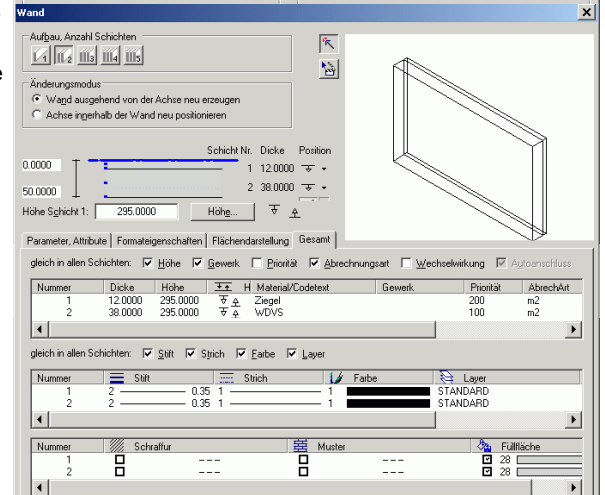 e
Wand
Aufbau, Anzahl Schichten
1 2 3 4 5
Änderungsmodus
Wand ausgehend von der Achse neu erzeugen
Achse innerhalb der Wand neu positionieren
Schicht Nr. Dicke Position
0.0000
1 12.0000
50.0000
2 38.0000
Höhe Schicht 1: 295.0000 Höhe...
Parameter, Attribute Formateigenschaften Flächendarstellung Gesamt
gleich in allen Schichten: Höhe Gewerk Priorität Abrechnungsart Wechselwirkung Autoanschluss
Nummer Dicke Höhe H Material/Codetext Gewerk Priorität AbrechArt
1 12.0000 295.0000 Ziegel 200 m2
2 38.0000 295.0000 WDVS 100 m2
gleich in allen Schichten: Stift Strich Farbe Layer
Nummer Stift Strich Farbe Layer
1 2 0.35 1 1 STANDARD
2 2 0.35 1 1 STANDARD
Nummer Schraffur Muster Füllfläche
1 --- --- 28
2 --- --- 28